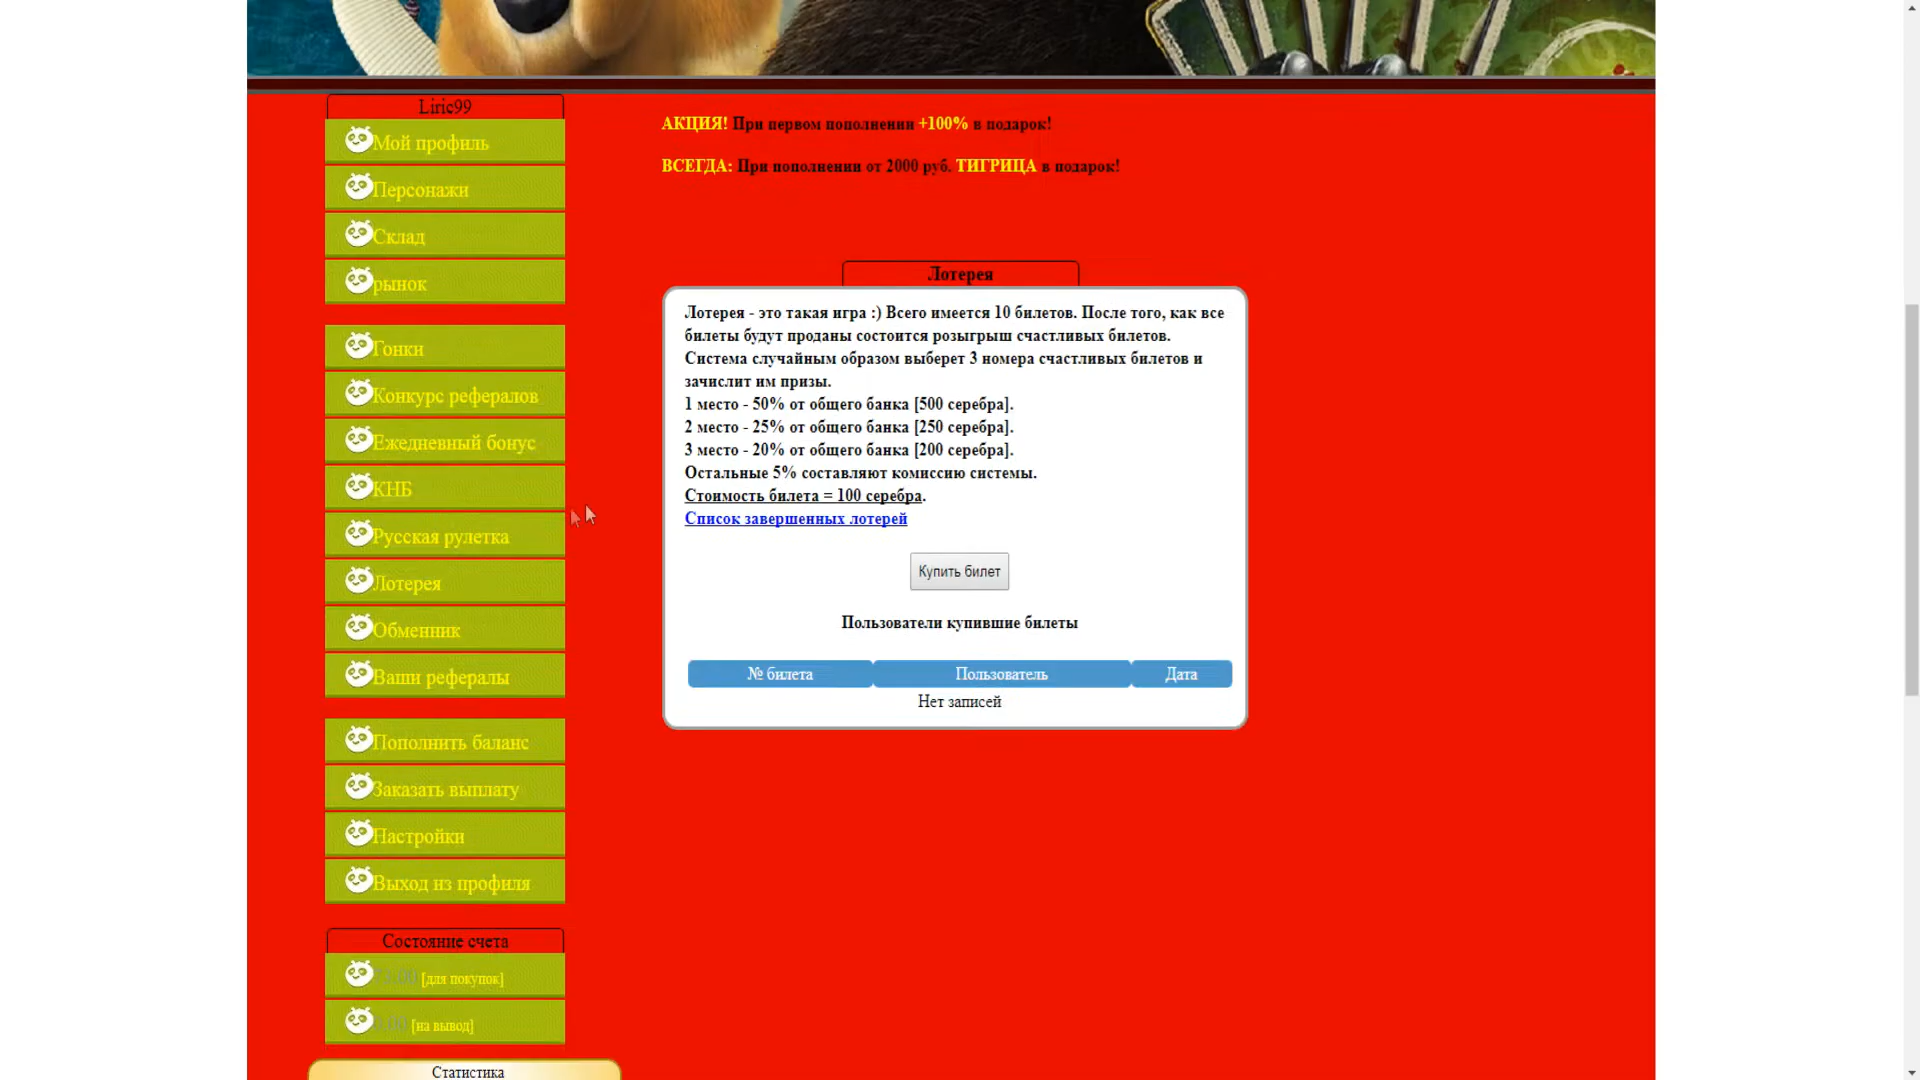 Liric99
Мой профиль
Персонажи
Склад
рынок
Гонки
Конкурс рефералов
Ежедневный бонус
КНБ
Русская рулетка
Лотерея
Обменник
Ваши рефералы
Пополнить баланс
Заказать выплату
Настройки
Выход из профиля
Состояние счета
[для покупок]
[на вывод]
Статистика
АКЦИЯ! При первом пополнении +100% в подарок!
ВСЕГДА: При пополнении от 2000 руб. ТИГРИЦА в подарок!
Лотерея
Лотерея - это такая игра :) Всего имеется 10 билетов. После того, как все
билеты будут проданы состоится розыгрыш счастливых билетов.
Система случайным образом выберет 3 номера счастливых билетов и
зачислит им призы.
1 место - 50% от общего банка [500 серебра].
2 место - 25% от общего банка [250 серебра].
3 место - 20% от общего банка [200 серебра].
Остальные 5% составляют комиссию системы.
Стоимость билета = 100 серебра.
Список завершенных лотерей
Купить билет
Пользователи купившие билеты
№ билета Пользователь Дата
Нет записей